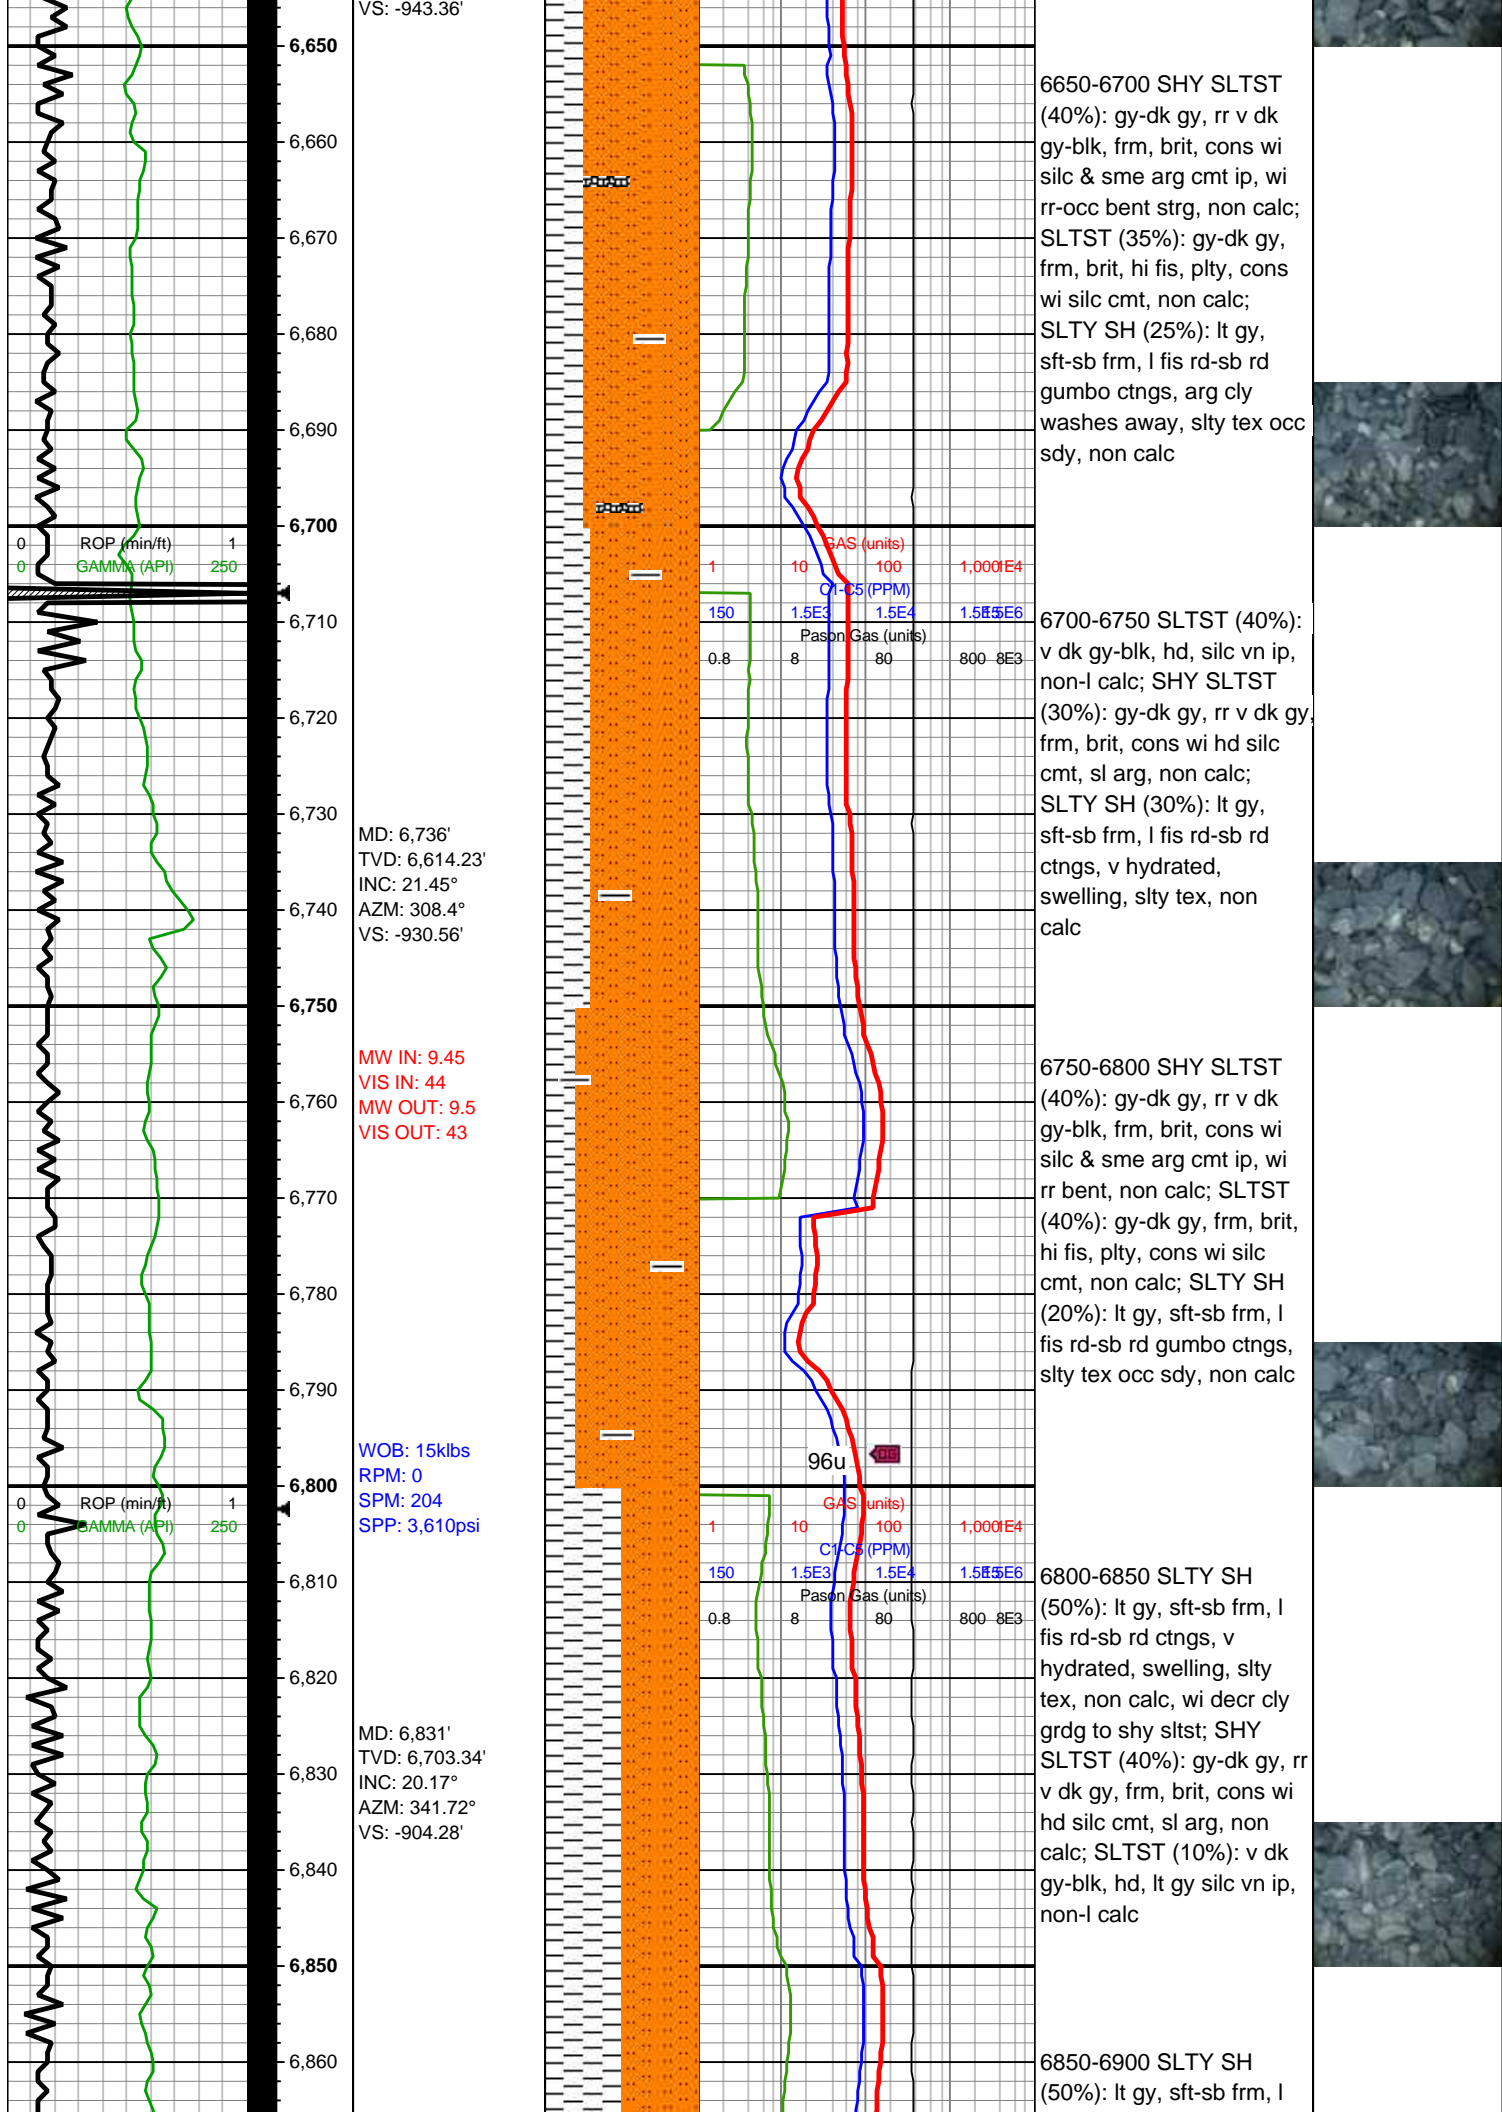 VS: -943.36'
6,650
6,660
6,670
6,680
6,690
6,700
0 ROP (min/ft) 1
0 GAMMA (API) 250
6,710
6,720
6,730
6,740
6,750
6,760
6,770
6,780
6,790
6,800
0 ROP (min/ft) 1
0 GAMMA (API) 250
6,810
6,820
6,830
6,840
6,850
6,860
MD: 6,736'
TVD: 6,614.23'
INC: 21.45°
AZM: 308.4°
VS: -930.56'
MW IN: 9.45
VIS IN: 44
MW OUT: 9.5
VIS OUT: 43
WOB: 15klbs
RPM: 0
SPM: 204
SPP: 3,610psi
MD: 6,831'
TVD: 6,703.34'
INC: 20.17°
AZM: 341.72°
VS: -904.28'
GAS (units)
1 10 100 1,000 1E4
C1-C5 (PPM)
150 1.5E3 1.5E4 1.5E5 1.5E6
Pason Gas (units)
0.8 8 80 800 8E3
96u
OG
GAS (units)
1 10 100 1,000 1E4
C1-C5 (PPM)
150 1.5E3 1.5E4 1.5E5 1.5E6
Pason Gas (units)
0.8 8 80 800 8E3
6650-6700 SHY SLTST
(40%): gy-dk gy, rr v dk
gy-blk, frm, brit, cons wi
silc & sme arg cmt ip, wi
rr-occ bent strg, non calc;
SLTST (35%): gy-dk gy,
frm, brit, hi fis, plty, cons
wi silc cmt, non calc;
SLTY SH (25%): lt gy,
sft-sb frm, l fis rd-sb rd
gumbo ctngs, arg cly
washes away, slty tex occ
sdy, non calc
6700-6750 SLTST (40%):
v dk gy-blk, hd, silc vn ip,
non-l calc; SHY SLTST
(30%): gy-dk gy, rr v dk gy,
frm, brit, cons wi hd silc
cmt, sl arg, non calc;
SLTY SH (30%): lt gy,
sft-sb frm, l fis rd-sb rd
ctngs, v hydrated,
swelling, slty tex, non
calc
6750-6800 SHY SLTST
(40%): gy-dk gy, rr v dk
gy-blk, frm, brit, cons wi
silc & sme arg cmt ip, wi
rr bent, non calc; SLTST
(40%): gy-dk gy, frm, brit,
hi fis, plty, cons wi silc
cmt, non calc; SLTY SH
(20%): lt gy, sft-sb frm, l
fis rd-sb rd gumbo ctngs,
slty tex occ sdy, non calc
6800-6850 SLTY SH
(50%): lt gy, sft-sb frm, l
fis rd-sb rd ctngs, v
hydrated, swelling, slty
tex, non calc, wi decr cly
grdg to shy sltst; SHY
SLTST (40%): gy-dk gy, rr
v dk gy, frm, brit, cons wi
hd silc cmt, sl arg, non
calc; SLTST (10%): v dk
gy-blk, hd, lt gy silc vn ip,
non-l calc
6850-6900 SLTY SH
(50%): lt gy, sft-sb frm, l